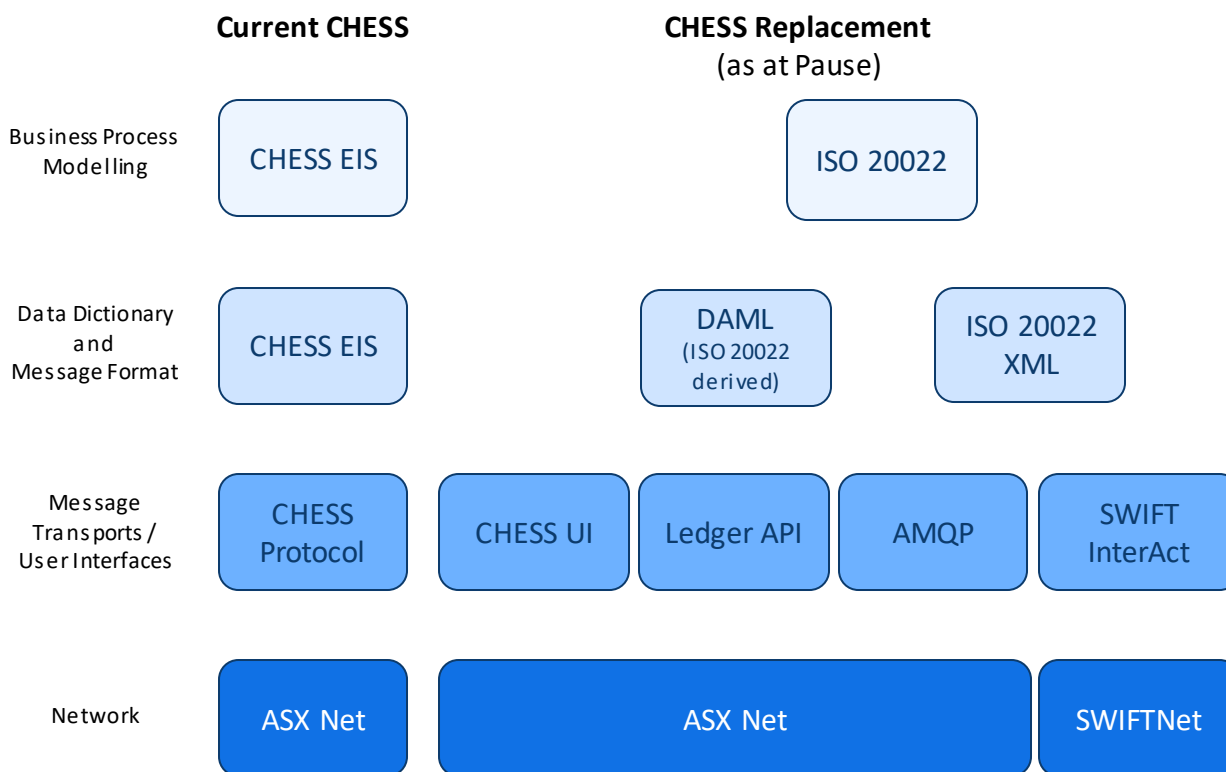 Current CHESS
CHESS Replacement
(as at Pause)
Business Process
Modelling
CHESS EIS
ISO 20022
Data Dictionary
and
Message Format
CHESS EIS
DAML
(ISO 20022
derived)
ISO 20022
XML
Message
Transports /
User Interfaces
CHESS
Protocol
CHESS UI
Ledger API
AMQP
SWIFT
InterAct
Network
ASX Net
ASX Net
SWIFTNet